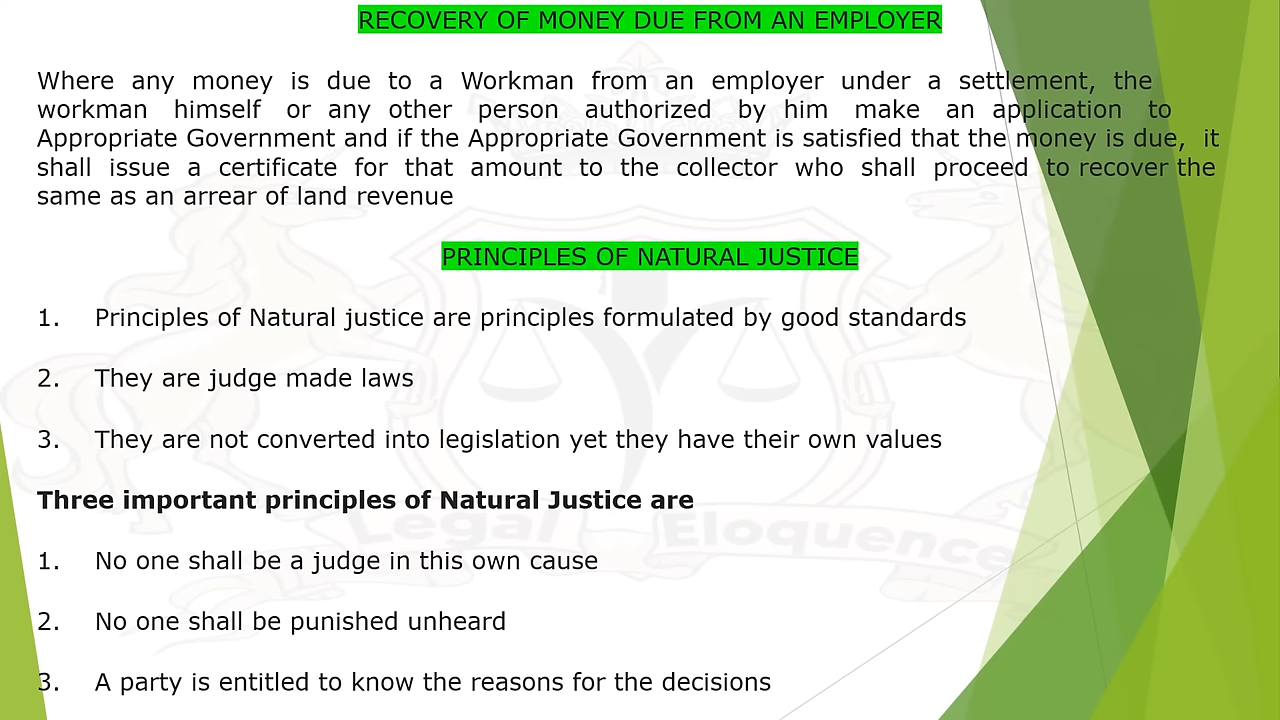 RECOVERY OF MONEY DUE FROM AN EMPLOYER
Where any money is due to a Workman from an employer under a settlement, the
workman himself or any other person authorized by him make an application to
Appropriate Government and if the Appropriate Government is satisfied that the money is due, it
shall issue a certificate for that amount to the collector who shall proceed to recover the
same as an arrear of land revenue
PRINCIPLES OF NATURAL JUSTICE
1. Principles of Natural justice are principles formulated by good standards
2. They are judge made laws
3. They are not converted into legislation yet they have their own values
Three important principles of Natural Justice are
Legal Eloquence
1. No one shall be a judge in this own cause
2. No one shall be punished unheard
3. A party is entitled to know the reasons for the decisions